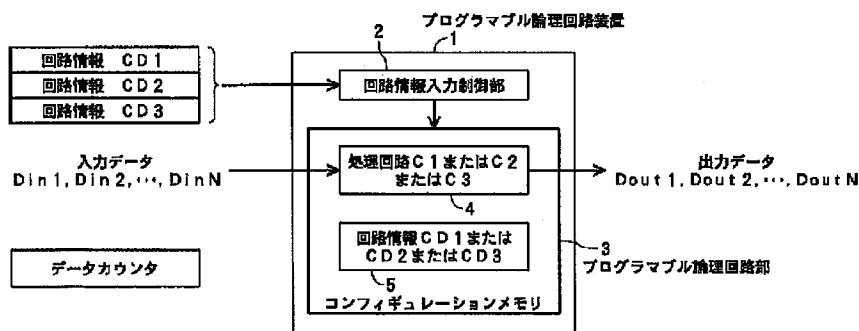 プログラマブル論理回路装置
1
2
回路情報 CD1
回路情報 CD2
回路情報 CD3
回路情報入力制御部
入力データ
Din1, Din2, ・・・, DinN
処理回路C1またはC2
またはC3
4
出力データ
Dout1, Dout2, ・・・, DoutN
データカウンタ
回路情報CD1または
CD2またはCD3
5
3
プログラマブル論理回路部
コンフィギュレーションメモリ